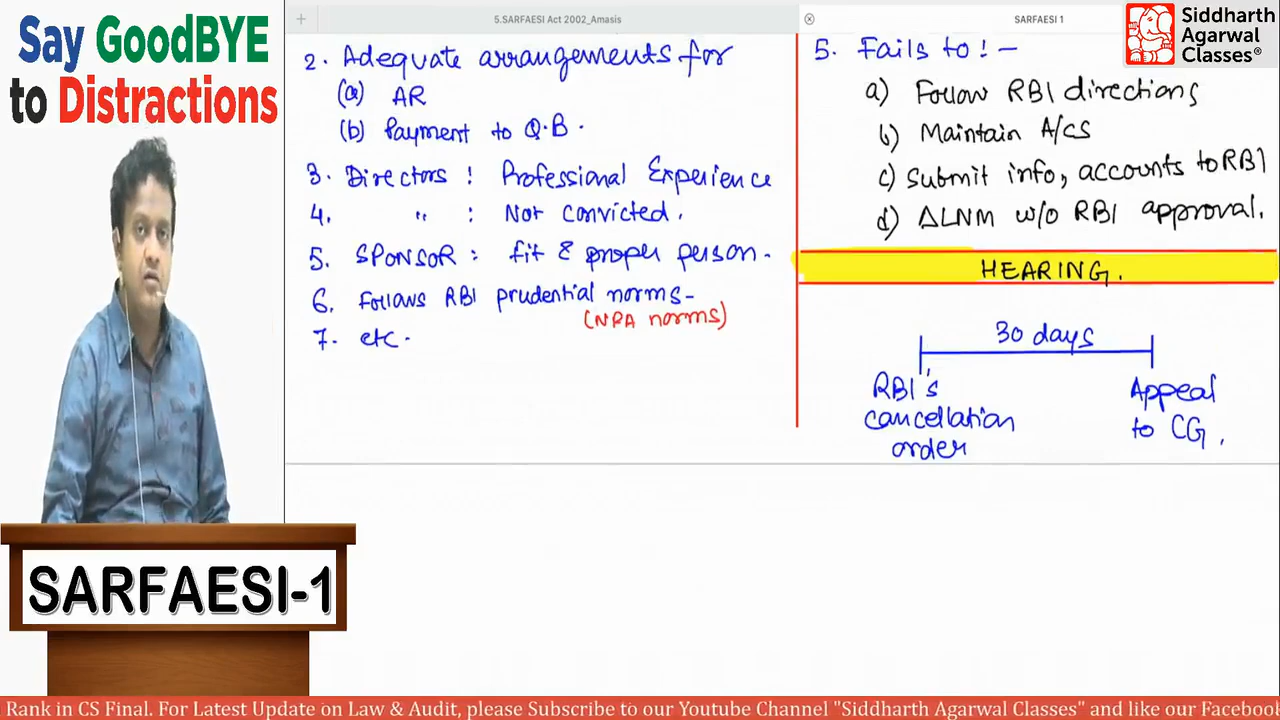 Say GoodBYE
to Distractions
5.SARFAESI Act 2002_Amasis
SARFAESI 1
Siddharth
Agarwal
Classes®
2. Adequate arrangements for
(a) AR
(b) Payment to Q.B.
3. Directors : Professional Experience
4. " : Not convicted.
5. SPONSOR : fit & proper person.
6. Follows RBI prudential norms-
(NPA norms)
7. etc.
5. Fails to :-
a) Follow RBI directions
b) Maintain A/cs
c) Submit info, accounts to RBI
d) ΔLNM w/o RBI approval.
HEARING.
30 days
RBI's
cancellation
order
Appeal
to CG.
SARFAESI-1
Rank in CS Final. For Latest Update on Law & Audit, please Subscribe to our Youtube Channel "Siddharth Agarwal Classes" and like our Facebook